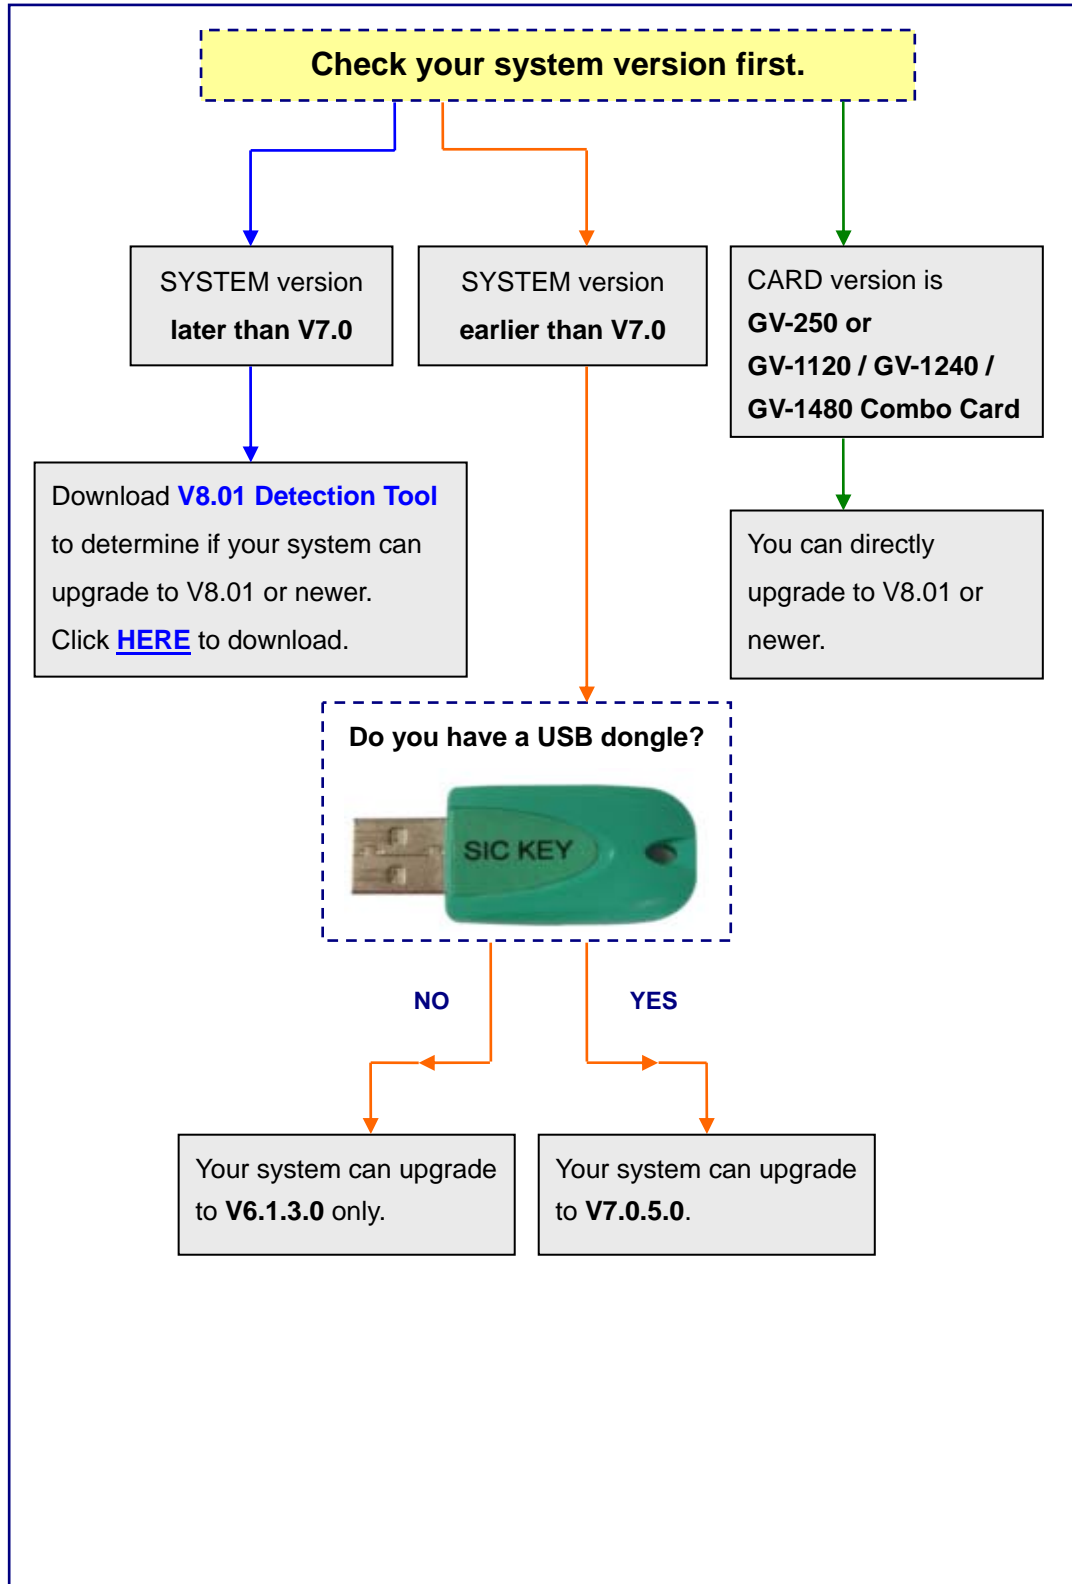 Check your system version first.
SYSTEM version
later than V7.0
SYSTEM version
earlier than V7.0
CARD version is
GV-250 or
GV-1120 / GV-1240 /
GV-1480 Combo Card
Download V8.01 Detection Tool
to determine if your system can
upgrade to V8.01 or newer.
Click HERE to download.
You can directly
upgrade to V8.01 or
newer.
Do you have a USB dongle?
SIC KEY
NO
YES
Your system can upgrade
to V6.1.3.0 only.
Your system can upgrade
to V7.0.5.0.